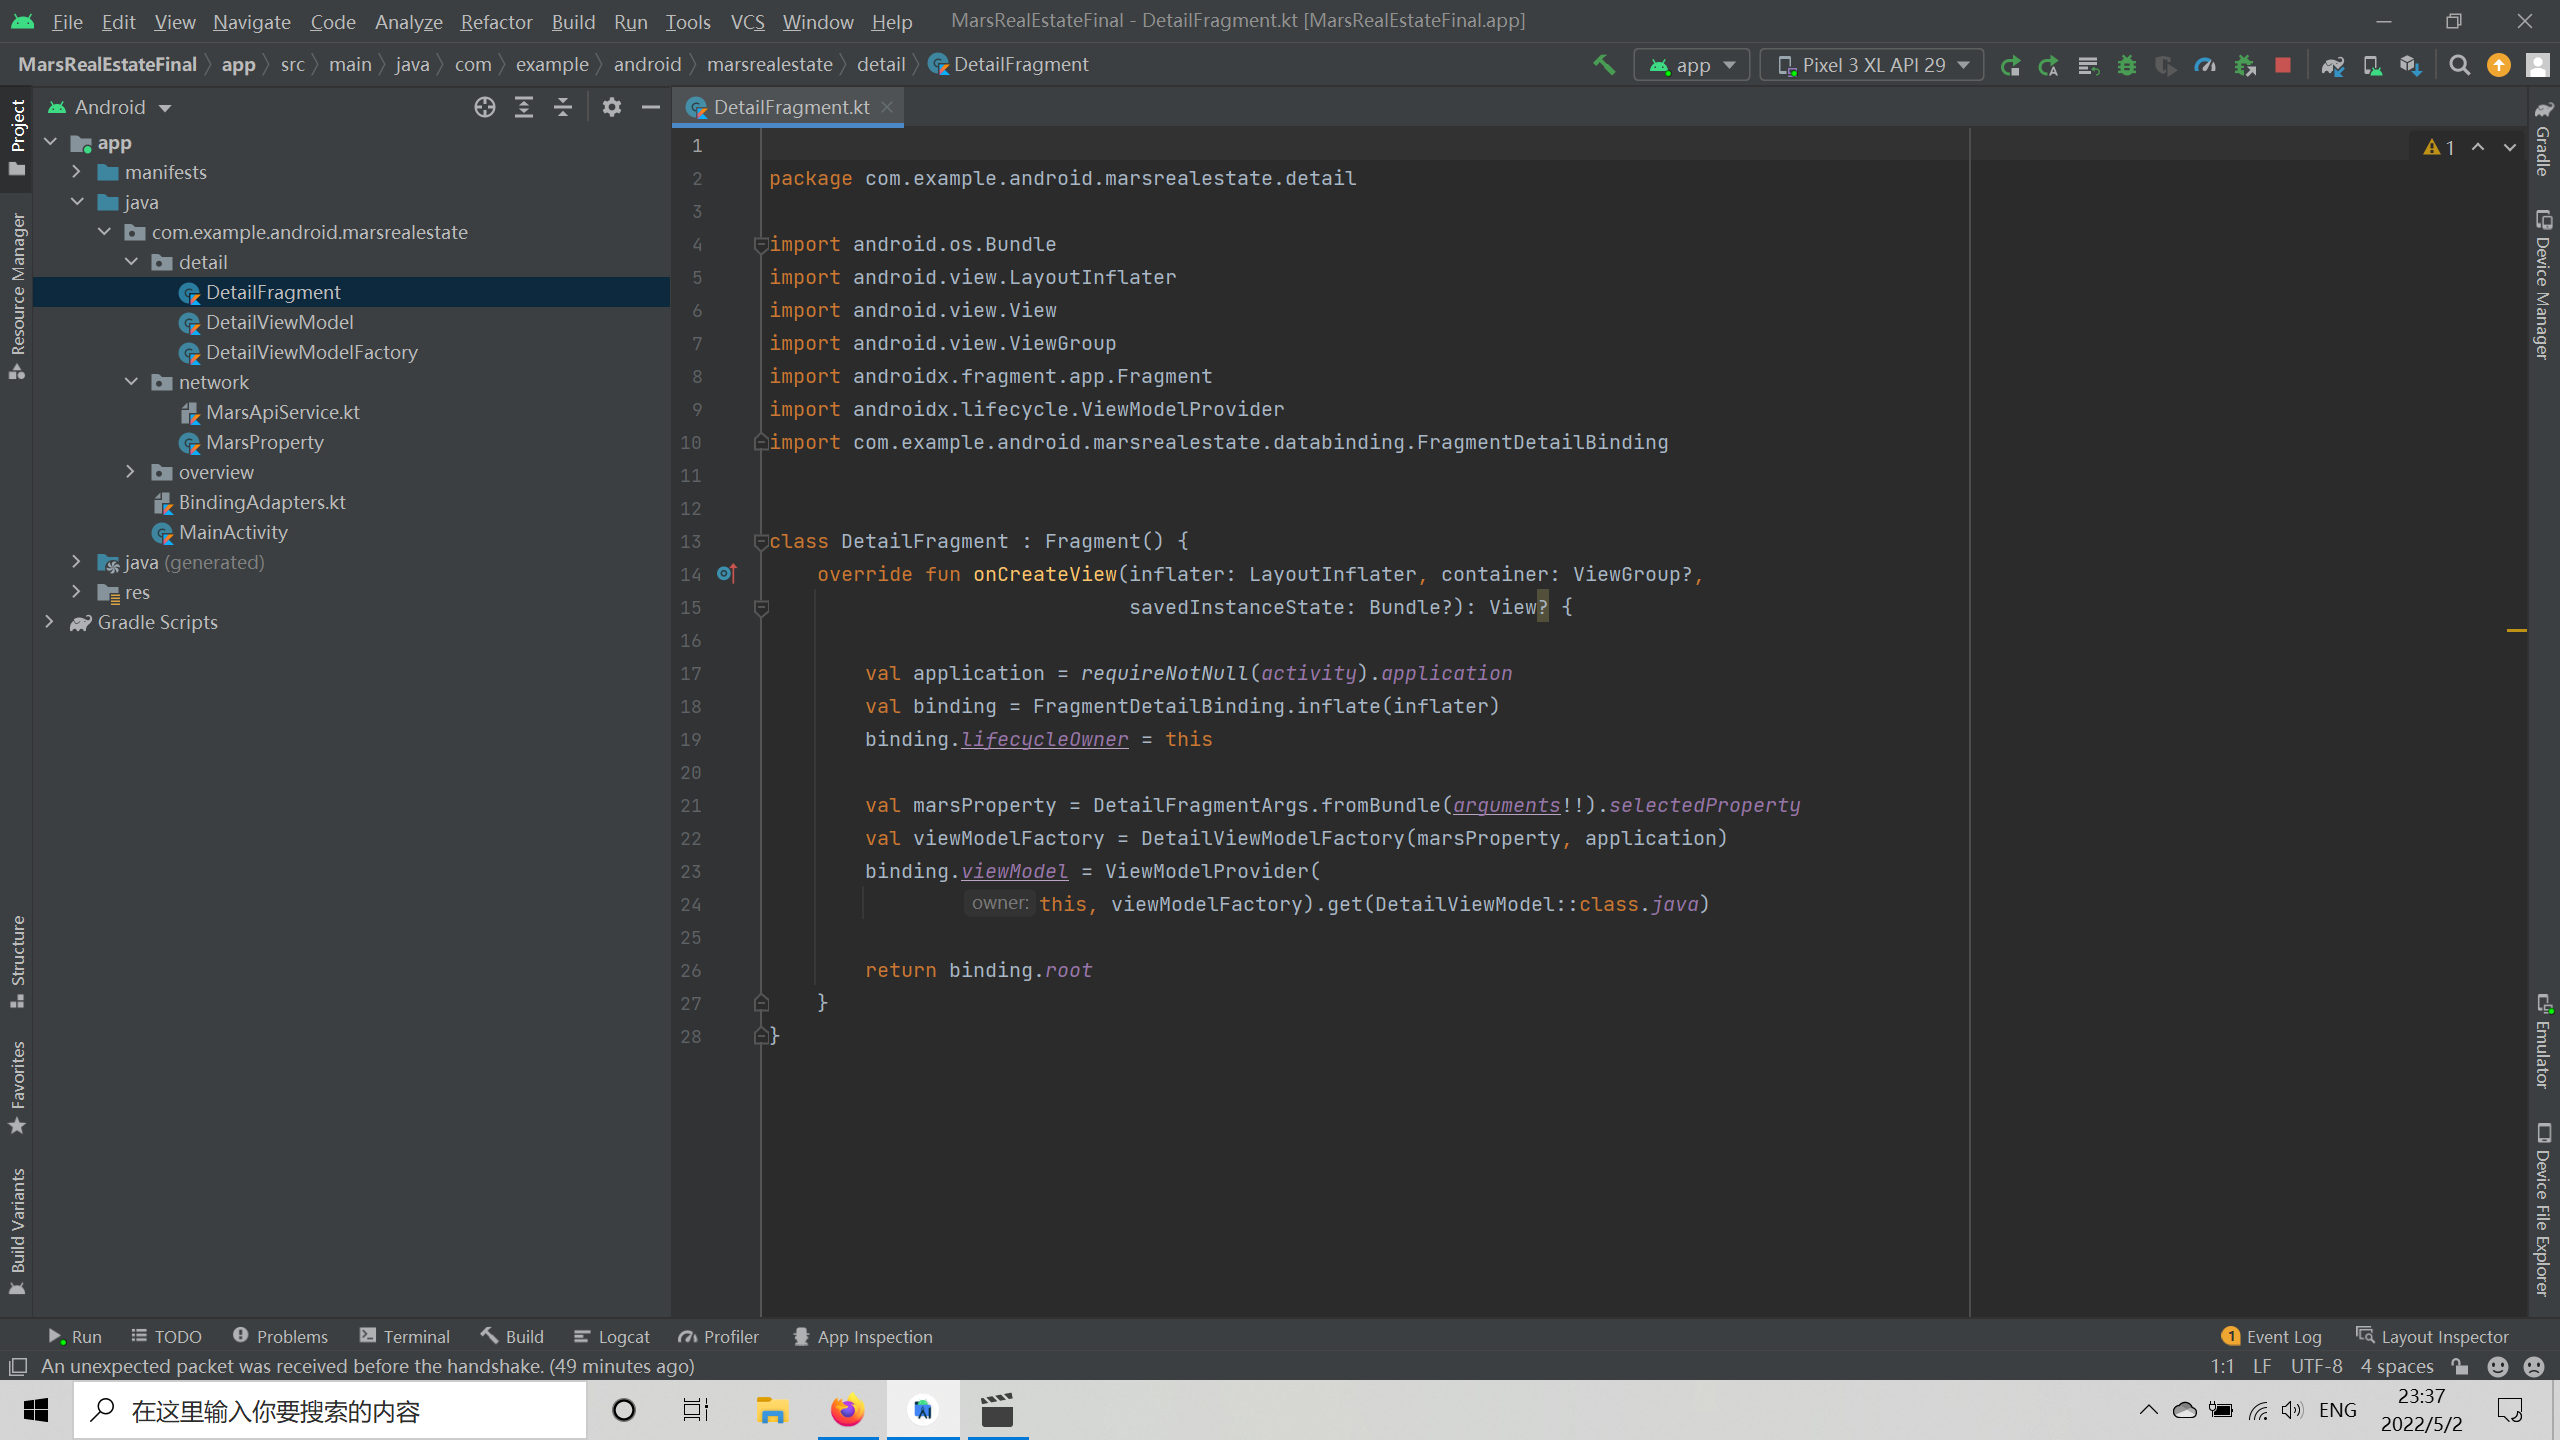 File Edit View Navigate Code Analyze Refactor Build Run Tools VCS Window Help MarsRealEstateFinal - DetailFragment.kt [MarsRealEstateFinal.app]
MarsRealEstateFinal app src main java com example android marsrealestate detail DetailFragment app Pixel 3 XL API 29
Project
Resource Manager
Structure
Favorites
Build Variants
Android
app
manifests
java
com.example.android.marsrealestate
detail
DetailFragment
DetailViewModel
DetailViewModelFactory
network
MarsApiService.kt
MarsProperty
overview
BindingAdapters.kt
MainActivity
java (generated)
res
Gradle Scripts
DetailFragment.kt
1
1
2 package com.example.android.marsrealestate.detail
3
4 import android.os.Bundle
5 import android.view.LayoutInflater
6 import android.view.View
7 import android.view.ViewGroup
8 import androidx.fragment.app.Fragment
9 import androidx.lifecycle.ViewModelProvider
10 import com.example.android.marsrealestate.databinding.FragmentDetailBinding
11
12
13 class DetailFragment : Fragment() {
14 override fun onCreateView(inflater: LayoutInflater, container: ViewGroup?,
15 savedInstanceState: Bundle?): View? {
16
17 val application = requireNotNull(activity).application
18 val binding = FragmentDetailBinding.inflate(inflater)
19 binding.lifecycleOwner = this
20
21 val marsProperty = DetailFragmentArgs.fromBundle(arguments!!).selectedProperty
22 val viewModelFactory = DetailViewModelFactory(marsProperty, application)
23 binding.viewModel = ViewModelProvider(
24 owner: this, viewModelFactory).get(DetailViewModel::class.java)
25
26 return binding.root
27 }
28 }
Gradle
Device Manager
Emulator
Device File Explorer
Run TODO Problems Terminal Build Logcat Profiler App Inspection 1 Event Log Layout Inspector
An unexpected packet was received before the handshake. (49 minutes ago) 1:1 LF UTF-8 4 spaces
在这里输入你要搜索的内容
ENG
23:37
2022/5/2